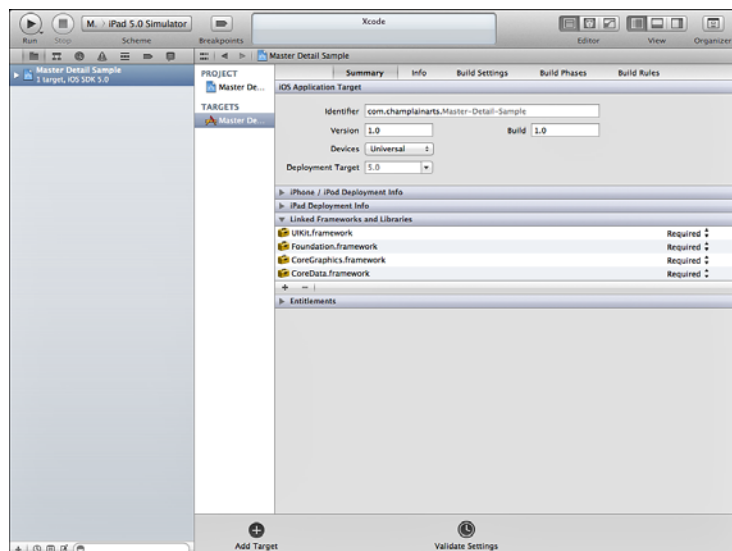 Xcode
M. › iPad 5.0 Simulator
Run Stop Scheme Breakpoints Editor View Organizer
Master Detail Sample
Master Detail Sample
1 target, iOS SDK 5.0
PROJECT
Master De...
TARGETS
Master De...
Summary Info Build Settings Build Phases Build Rules
iOS Application Target
Identifier com.champlainarts.Master-Detail-Sample
Version 1.0 Build 1.0
Devices Universal
Deployment Target 5.0
iPhone / iPod Deployment Info
iPad Deployment Info
Linked Frameworks and Libraries
UIKit.framework Required
Foundation.framework Required
CoreGraphics.framework Required
CoreData.framework Required
Entitlements
Add Target Validate Settings